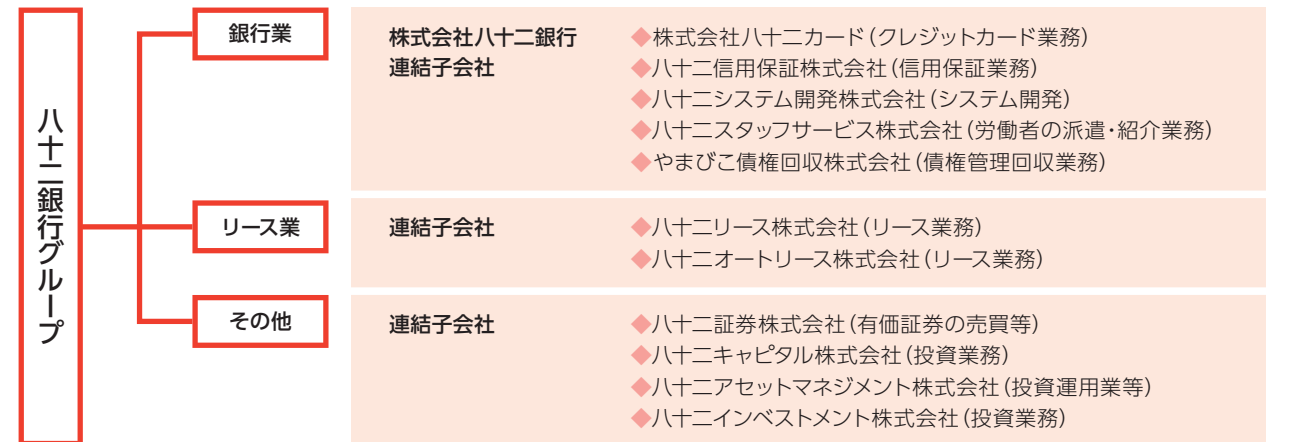 八十二銀行グループ
銀行業
株式会社八十二銀行
連結子会社
◆株式会社八十二カード(クレジットカード業務)
◆八十二信用保証株式会社(信用保証業務)
◆八十二システム開発株式会社(システム開発)
◆八十二スタッフサービス株式会社(労働者の派遣・紹介業務)
◆やまびこ債権回収株式会社(債権管理回収業務)
リース業
連結子会社
◆八十二リース株式会社(リース業務)
◆八十二オートリース株式会社(リース業務)
その他
連結子会社
◆八十二証券株式会社(有価証券の売買等)
◆八十二キャピタル株式会社(投資業務)
◆八十二アセットマネジメント株式会社(投資運用業等)
◆八十二インベストメント株式会社(投資業務)